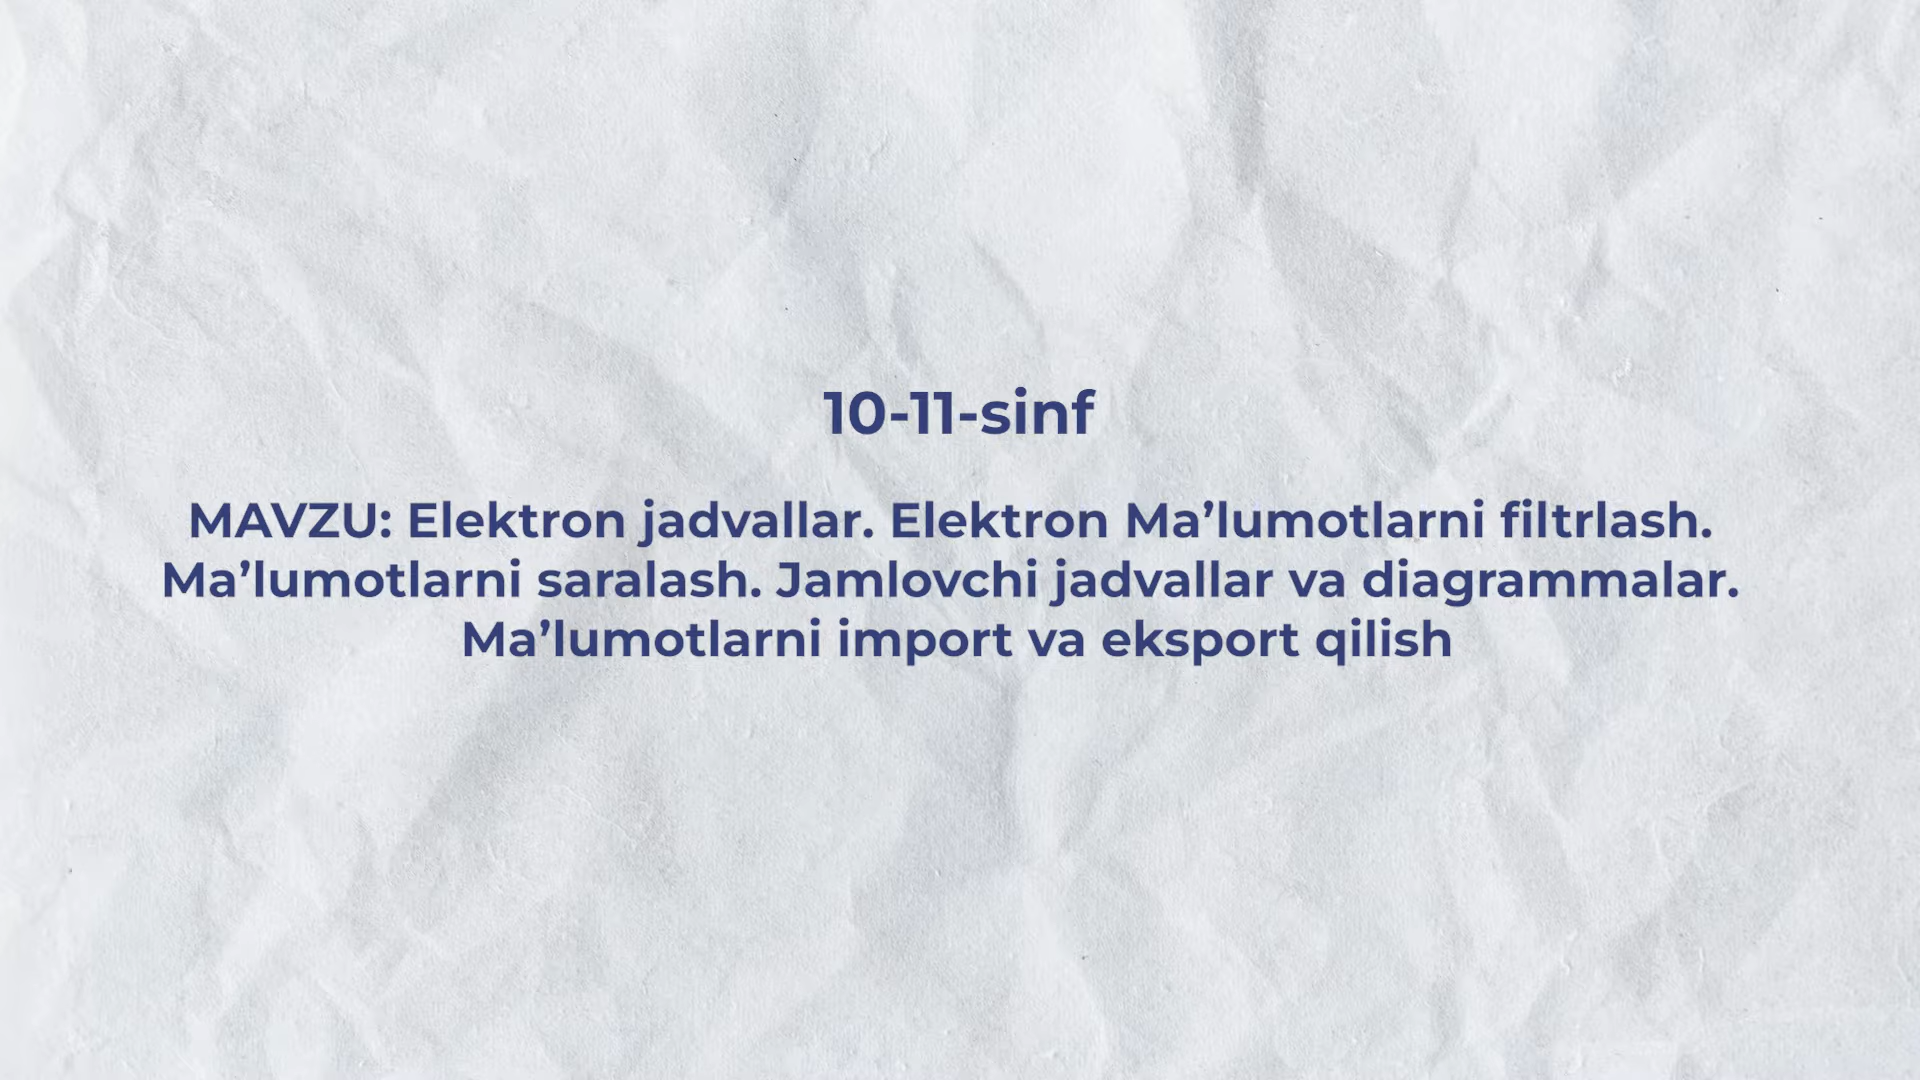 10-11-sinf
MAVZU: Elektron jadvallar. Elektron Ma’lumotlarni filtrlash.
Ma’lumotlarni saralash. Jamlovchi jadvallar va diagrammalar.
Ma’lumotlarni import va eksport qilish